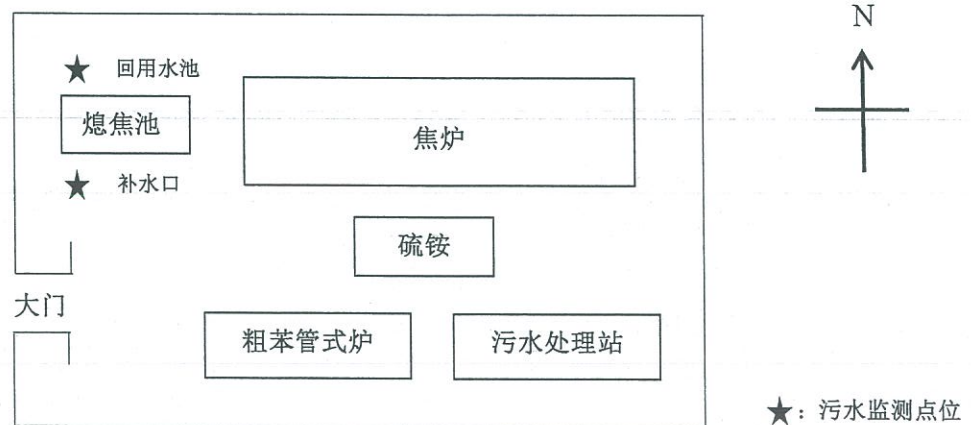 N
回用水池
熄焦池
焦炉
补水口
硫铵
大门
粗苯管式炉
污水处理站
★：污水监测点位